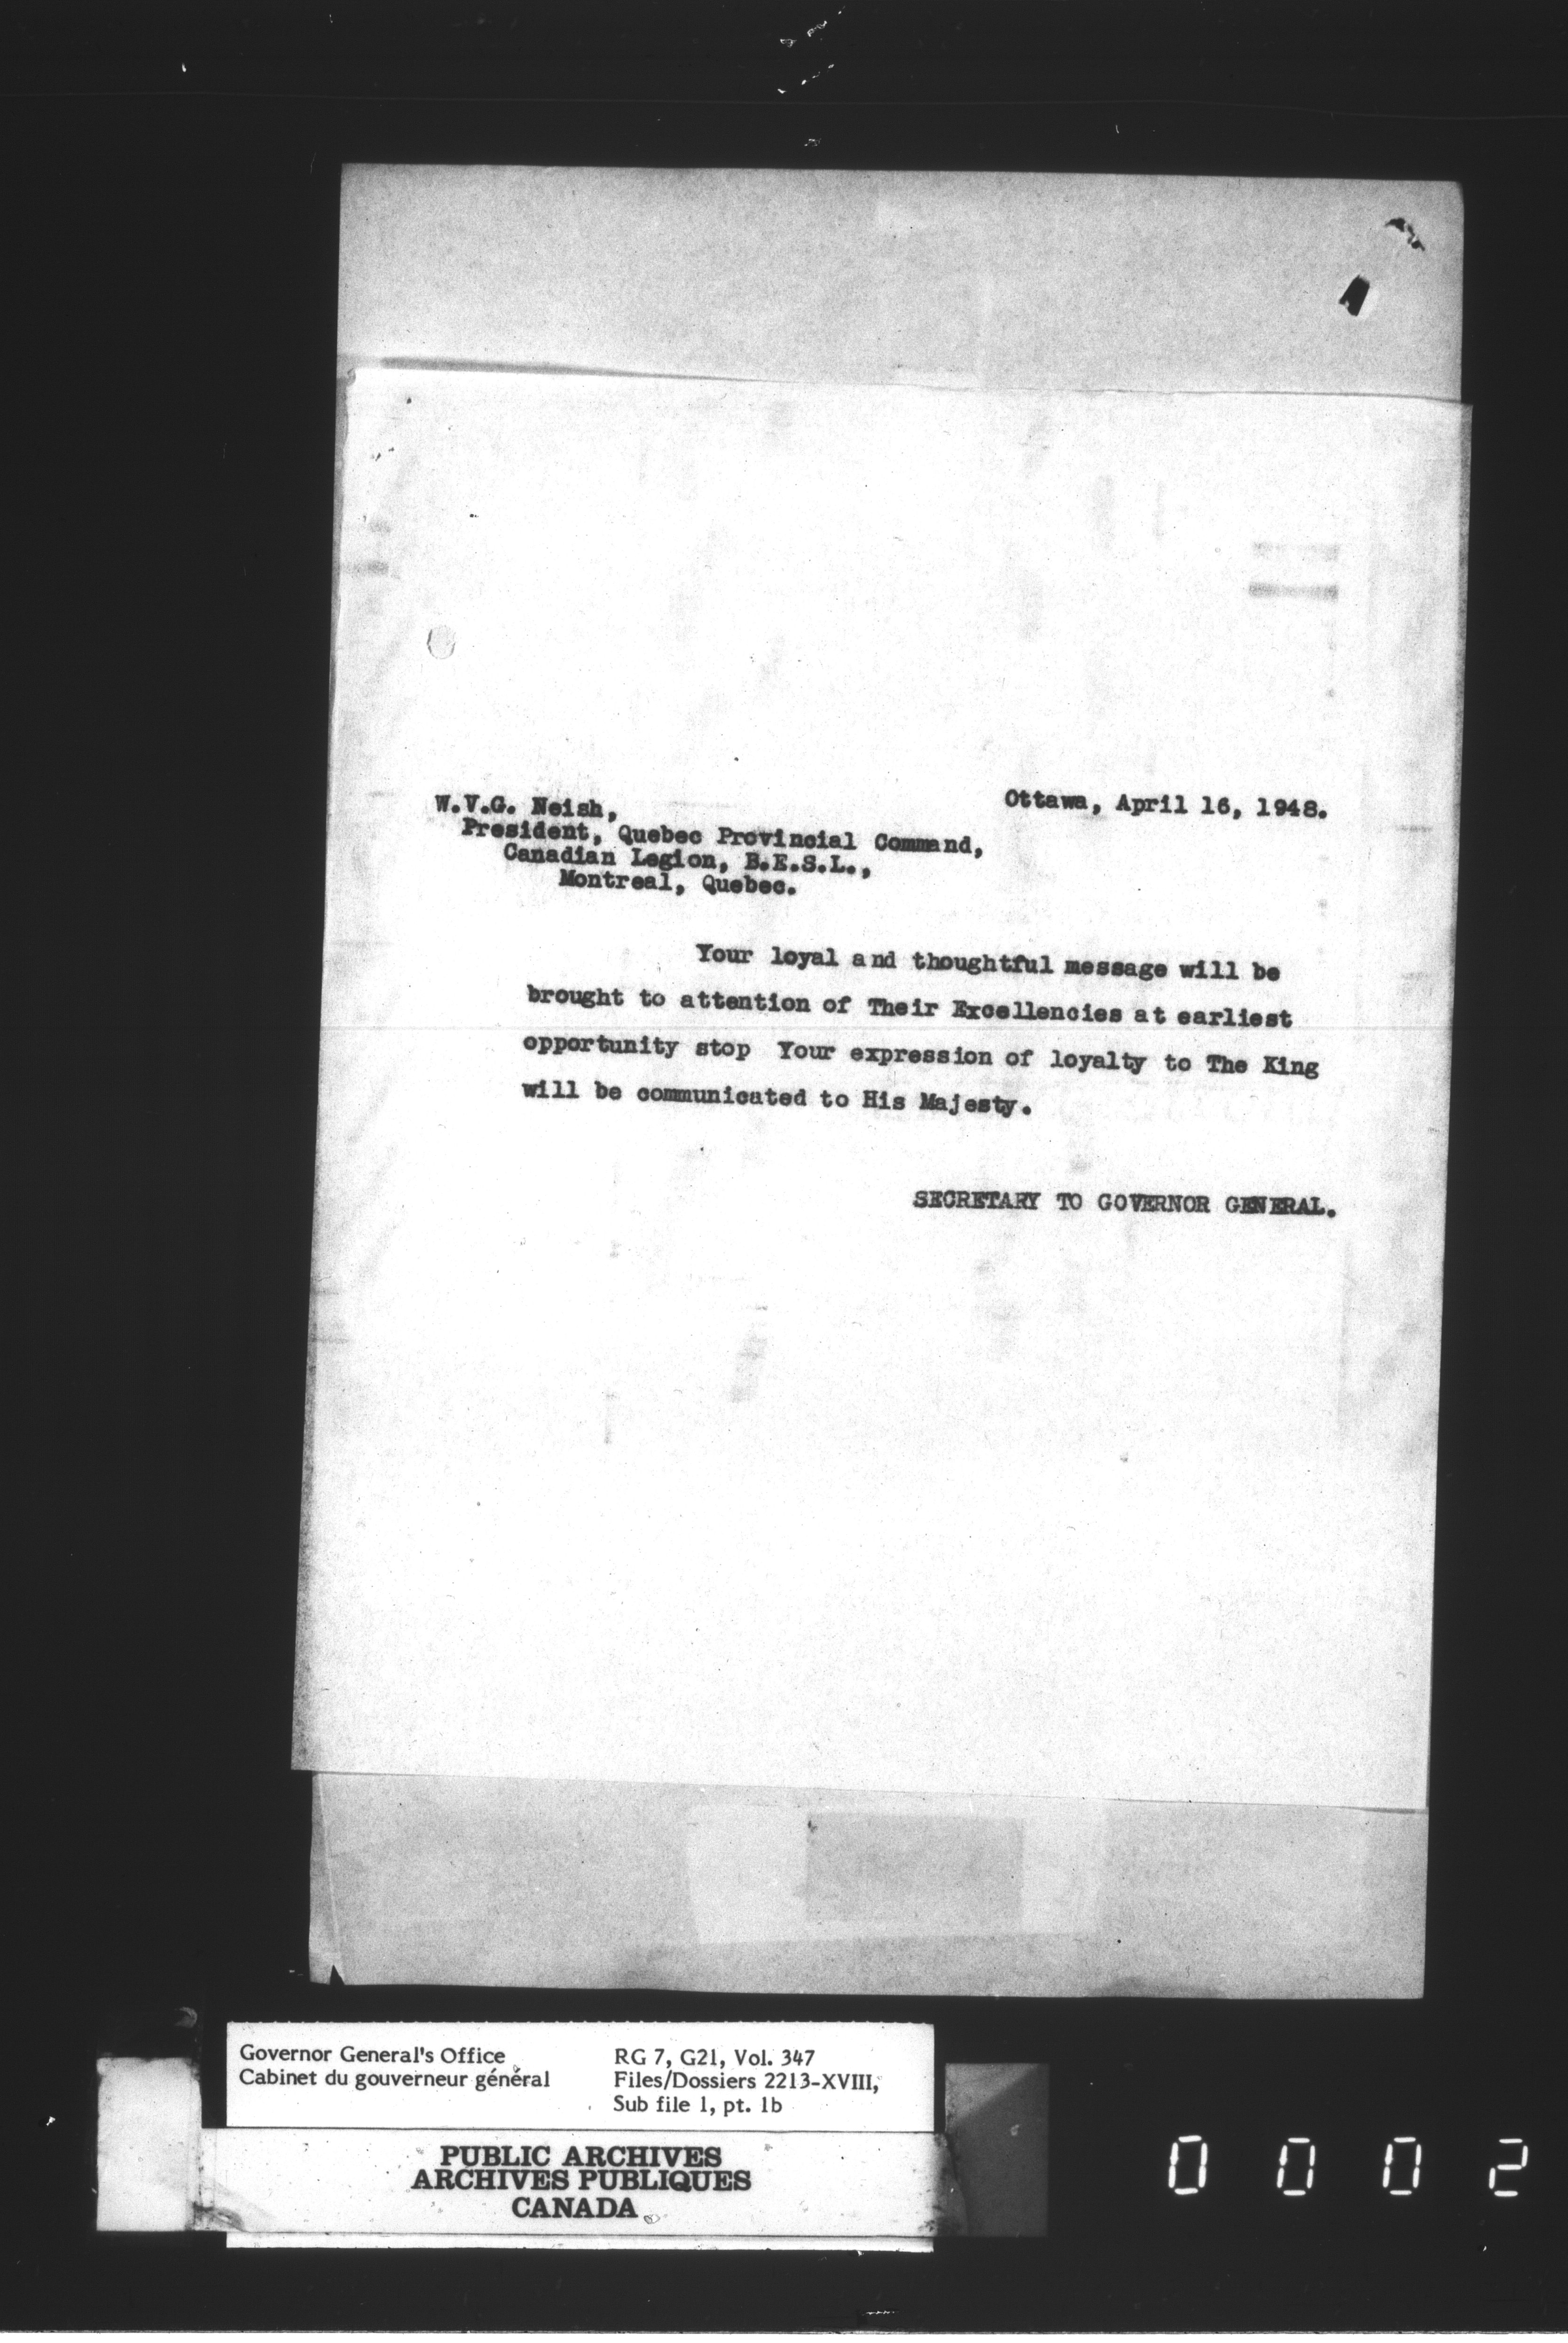 Ottawa, April 16, 1948.
W.V.G. Neish,
President, Quebec Provincial Command,
Canadian Legion, B.E.S.L.,
Montreal, Quebec.
Your loyal and thoughtful message will be
brought to attention of Their Excellencies at earliest
opportunity stop Your expression of loyalty to The King
will be communicated to His Majesty.
SECRETARY TO GOVERNOR GENERAL.
Governor General's Office
Cabinet du gouverneur général
RG 7, G21, Vol. 347
Files/Dossiers 2213-XVIII,
Sub file 1, pt. 1b
PUBLIC ARCHIVES
ARCHIVES PUBLIQUES
CANADA
0002